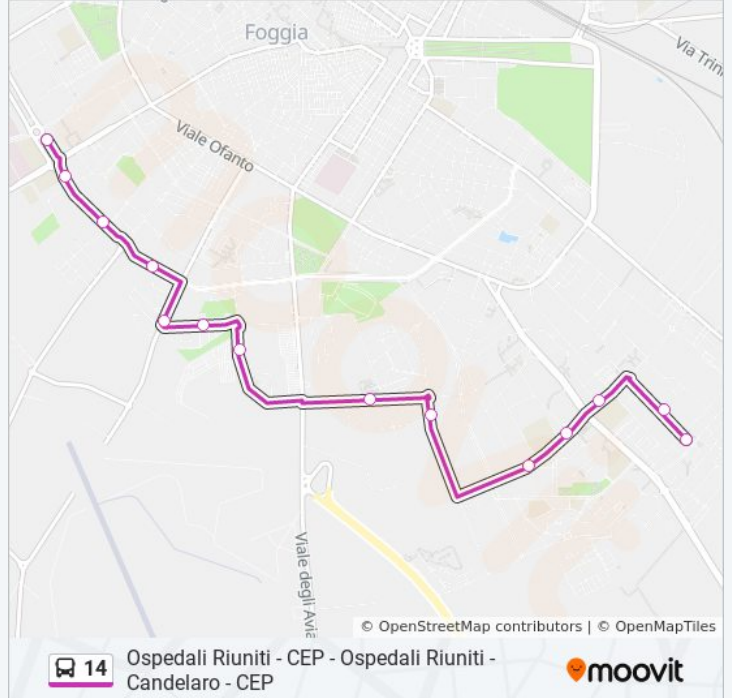 Foggia
Via Trin
Viale Ofanto
Viale degli Avia
© OpenStreetMap contributors | © OpenMapTiles
14
Ospedali Riuniti - CEP - Ospedali Riuniti -
Candelaro - CEP
moovit